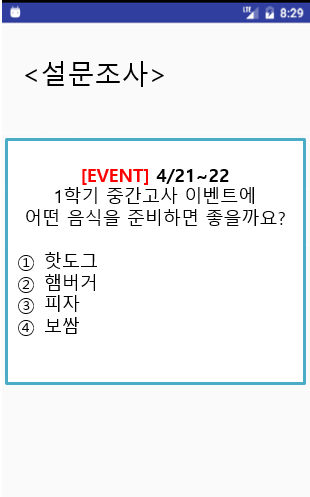 8:29
<설문조사>
[EVENT] 4/21~22
1학기 중간고사 이벤트에
어떤 음식을 준비하면 좋을까요?
① 핫도그
② 햄버거
③ 피자
④ 보쌈